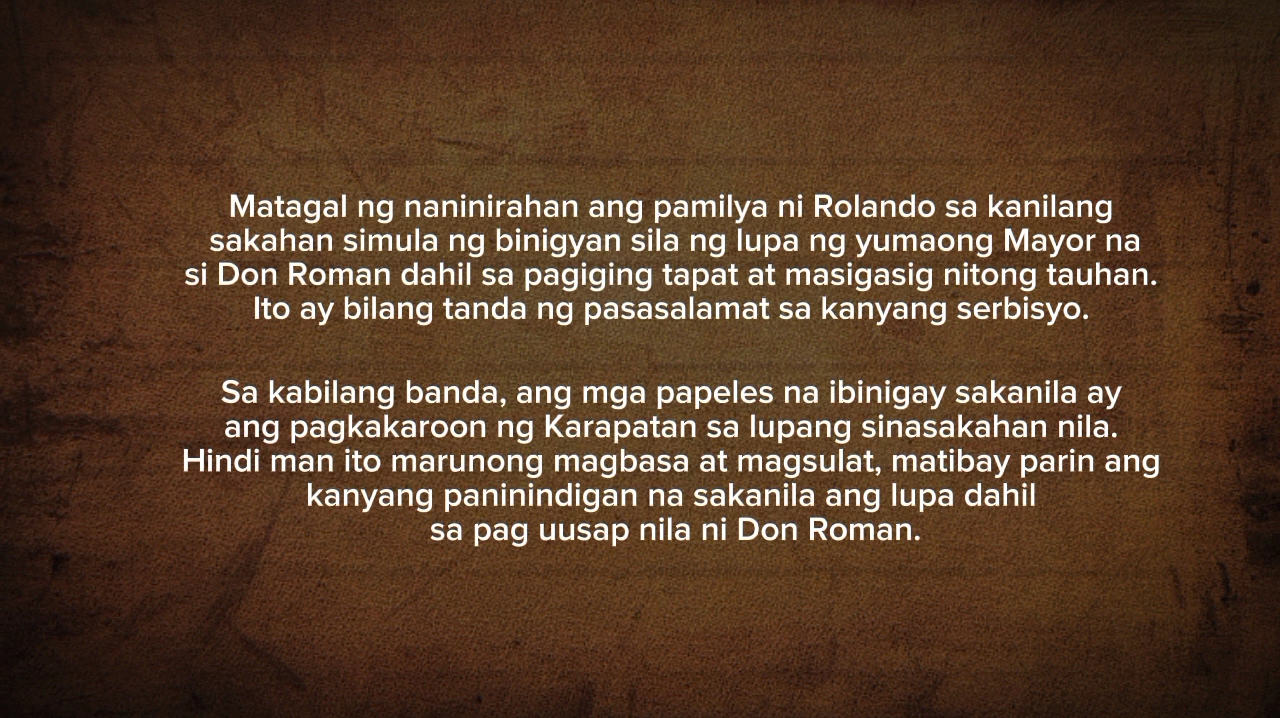 Matagal ng naninirahan ang pamilya ni Rolando sa kanilang
sakahan simula ng binigyan sila ng lupa ng yumaong Mayor na
si Don Roman dahil sa pagiging tapat at masigasig nitong tauhan.
Ito ay bilang tanda ng pasasalamat sa kanyang serbisyo.
Sa kabilang banda, ang mga papeles na ibinigay sakanila ay
ang pagkakaroon ng Karapatan sa lupang sinasakahan nila.
Hindi man ito marunong magbasa at magsulat, matibay parin ang
kanyang paninindigan na sakanila ang lupa dahil
sa pag uusap nila ni Don Roman.